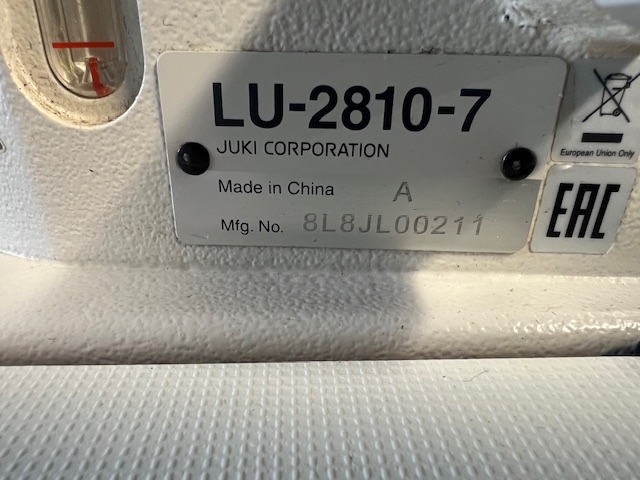 LU-2810-7
JUKI CORPORATION
Made in China A
Mfg. No. 8L8JL00211
European Union Only
EAC